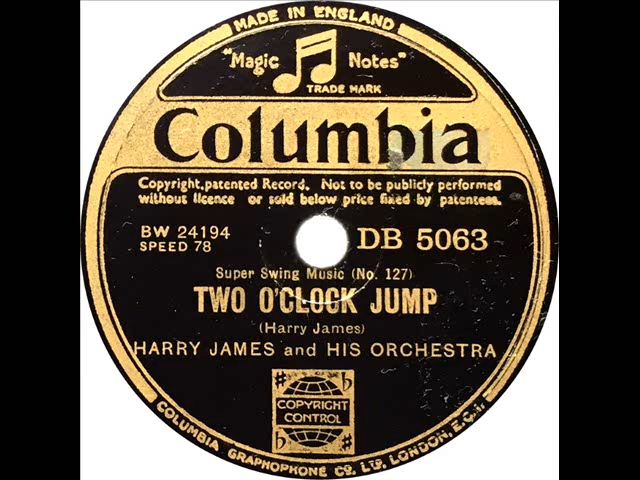 MADE IN ENGLAND
"Magic Notes"
TRADE MARK
Columbia
Copyright, patented Record. Not to be publicly performed
without licence or sold below price fixed by patentees.
BW 24194
SPEED 78
DB 5063
Super Swing Music (No. 127)
TWO O'CLOCK JUMP
(Harry James)
HARRY JAMES and HIS ORCHESTRA
COPYRIGHT
CONTROL
COLUMBIA GRAPHOPHONE CO. LTD. LONDON, E.C.1.